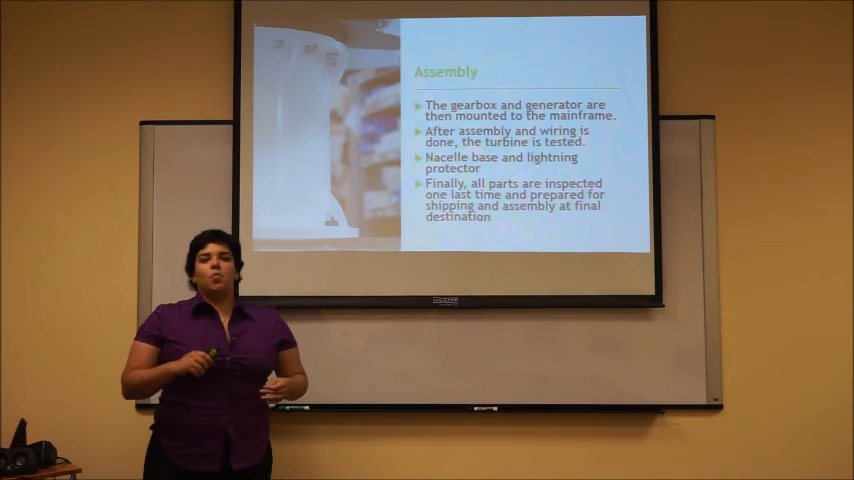 Assembly
The gearbox and generator are
then mounted to the mainframe.
After assembly and wiring is
done, the turbine is tested.
Nacelle base and lightning
protector
Finally, all parts are inspected
one last time and prepared for
shipping and assembly at final
destination